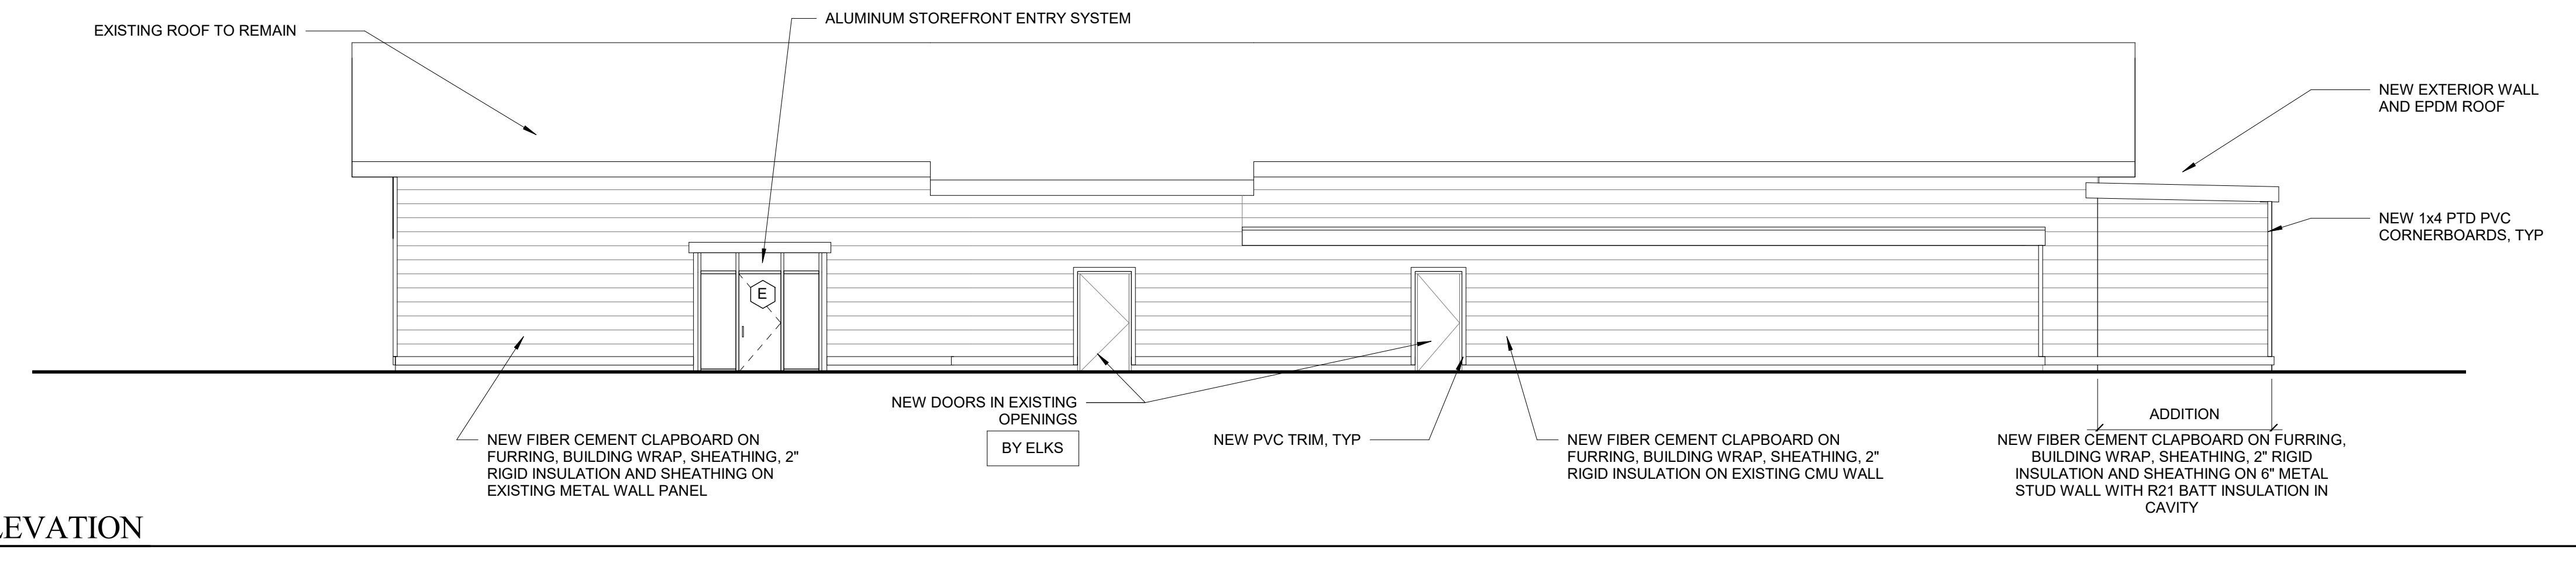 ALUMINUM STOREFRONT ENTRY SYSTEM
EXISTING ROOF TO REMAIN
NEW EXTERIOR WALL
AND EPDM ROOF
NEW 1x4 PTD PVC
CORNERBOARDS, TYP
E
NEW DOORS IN EXISTING
OPENINGS
BY ELKS
NEW FIBER CEMENT CLAPBOARD ON
FURRING, BUILDING WRAP, SHEATHING, 2"
RIGID INSULATION AND SHEATHING ON
EXISTING METAL WALL PANEL
NEW PVC TRIM, TYP
NEW FIBER CEMENT CLAPBOARD ON
FURRING, BUILDING WRAP, SHEATHING, 2"
RIGID INSULATION ON EXISTING CMU WALL
ADDITION
NEW FIBER CEMENT CLAPBOARD ON FURRING,
BUILDING WRAP, SHEATHING, 2" RIGID
INSULATION AND SHEATHING ON 6" METAL
STUD WALL WITH R21 BATT INSULATION IN
CAVITY
LEVATION